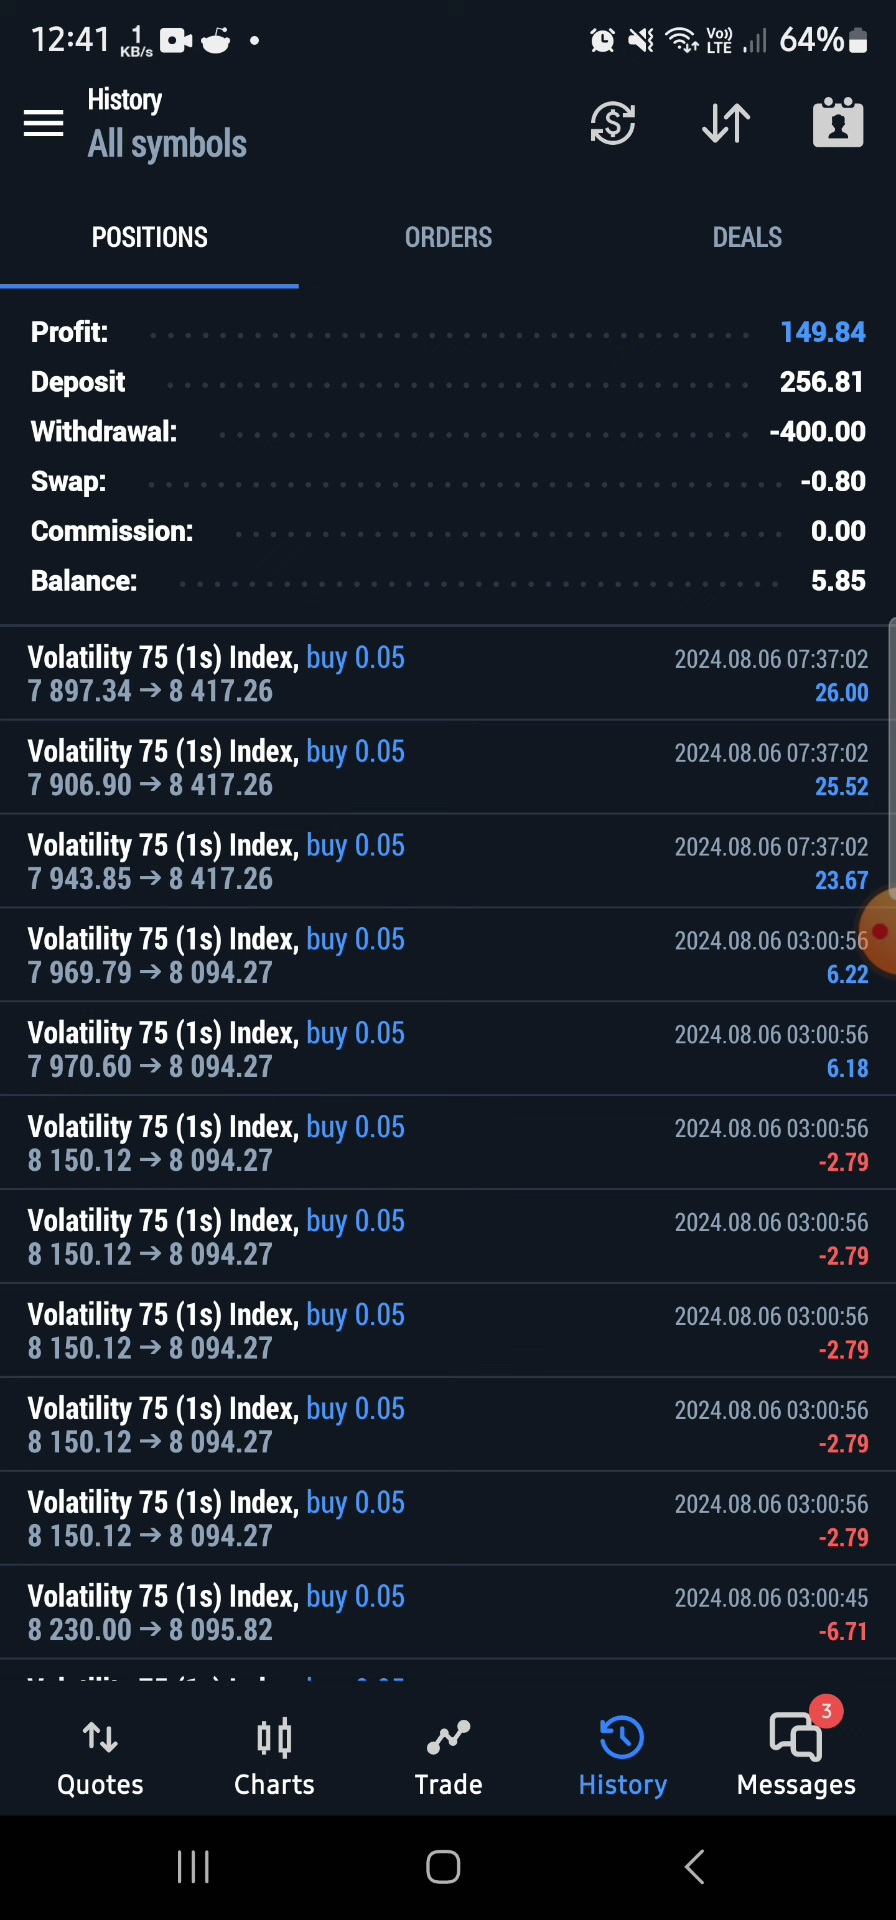 12:41 1 KB/s Vo)) LTE 64%
History
All symbols
POSITIONS ORDERS DEALS
Profit: 149.84
Deposit 256.81
Withdrawal: -400.00
Swap: -0.80
Commission: 0.00
Balance: 5.85
Volatility 75 (1s) Index, buy 0.05 2024.08.06 07:37:02
7 897.34 → 8 417.26 26.00
Volatility 75 (1s) Index, buy 0.05 2024.08.06 07:37:02
7 906.90 → 8 417.26 25.52
Volatility 75 (1s) Index, buy 0.05 2024.08.06 07:37:02
7 943.85 → 8 417.26 23.67
Volatility 75 (1s) Index, buy 0.05 2024.08.06 03:00:56
7 969.79 → 8 094.27 6.22
Volatility 75 (1s) Index, buy 0.05 2024.08.06 03:00:56
7 970.60 → 8 094.27 6.18
Volatility 75 (1s) Index, buy 0.05 2024.08.06 03:00:56
8 150.12 → 8 094.27 -2.79
Volatility 75 (1s) Index, buy 0.05 2024.08.06 03:00:56
8 150.12 → 8 094.27 -2.79
Volatility 75 (1s) Index, buy 0.05 2024.08.06 03:00:56
8 150.12 → 8 094.27 -2.79
Volatility 75 (1s) Index, buy 0.05 2024.08.06 03:00:56
8 150.12 → 8 094.27 -2.79
Volatility 75 (1s) Index, buy 0.05 2024.08.06 03:00:56
8 150.12 → 8 094.27 -2.79
Volatility 75 (1s) Index, buy 0.05 2024.08.06 03:00:45
8 230.00 → 8 095.82 -6.71
3
Quotes Charts Trade History Messages